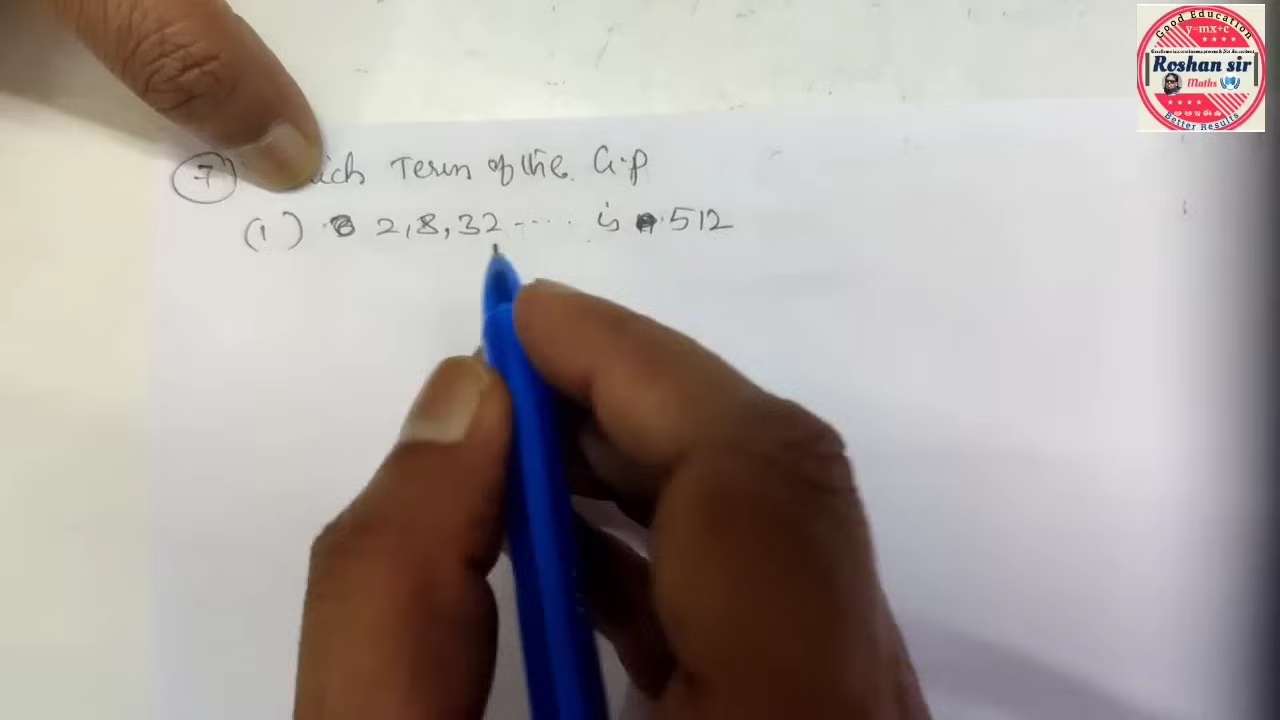 7 Term of the G.P
(1) 2,8,32 .... is 512
Good Education
y=mx+c
Roshan sir
Maths
Better Results